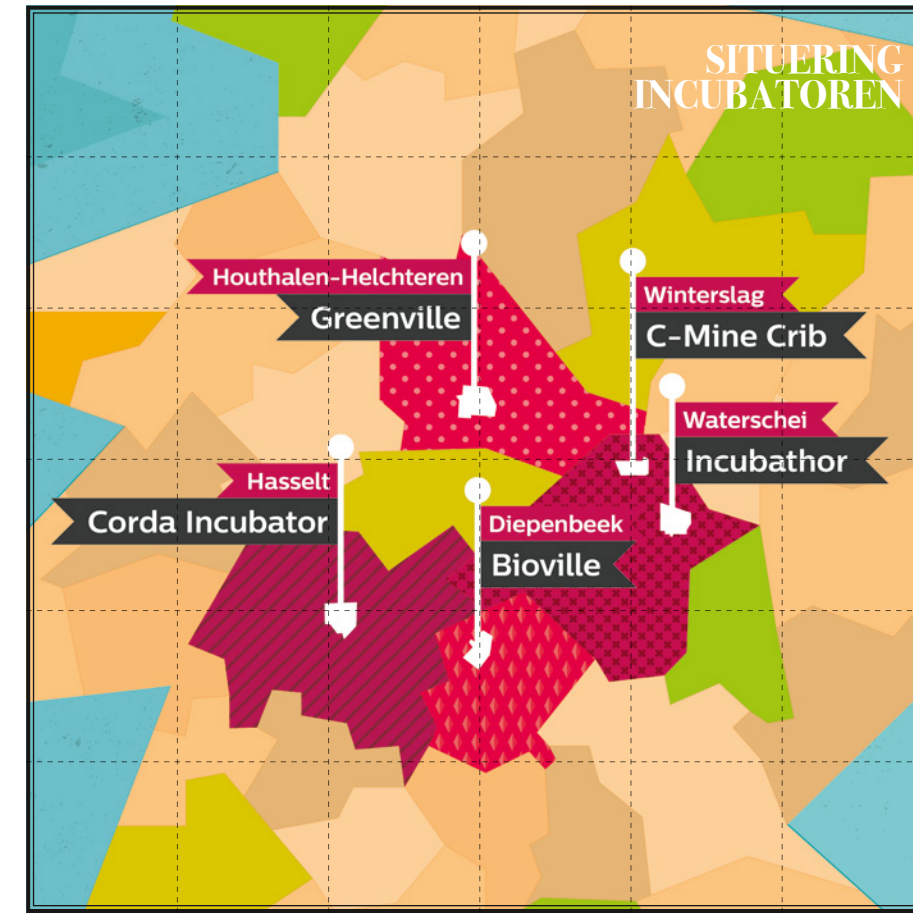 SITUERING
INCUBATOREN
Houthalen-Helchteren
Greenville
Winterslag
C-Mine Crib
Waterschei
Incubathor
Hasselt
Corda Incubator
Diepenbeek
Bioville